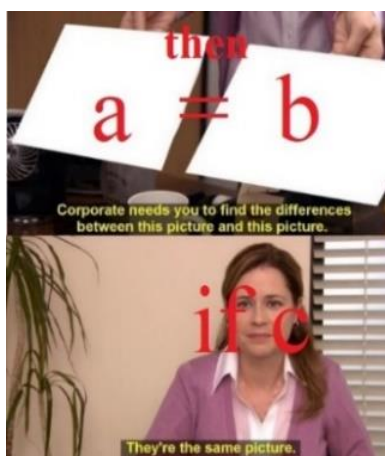 then
a = b
Corporate needs you to find the differences
between this picture and this picture.
if c
They're the same picture.